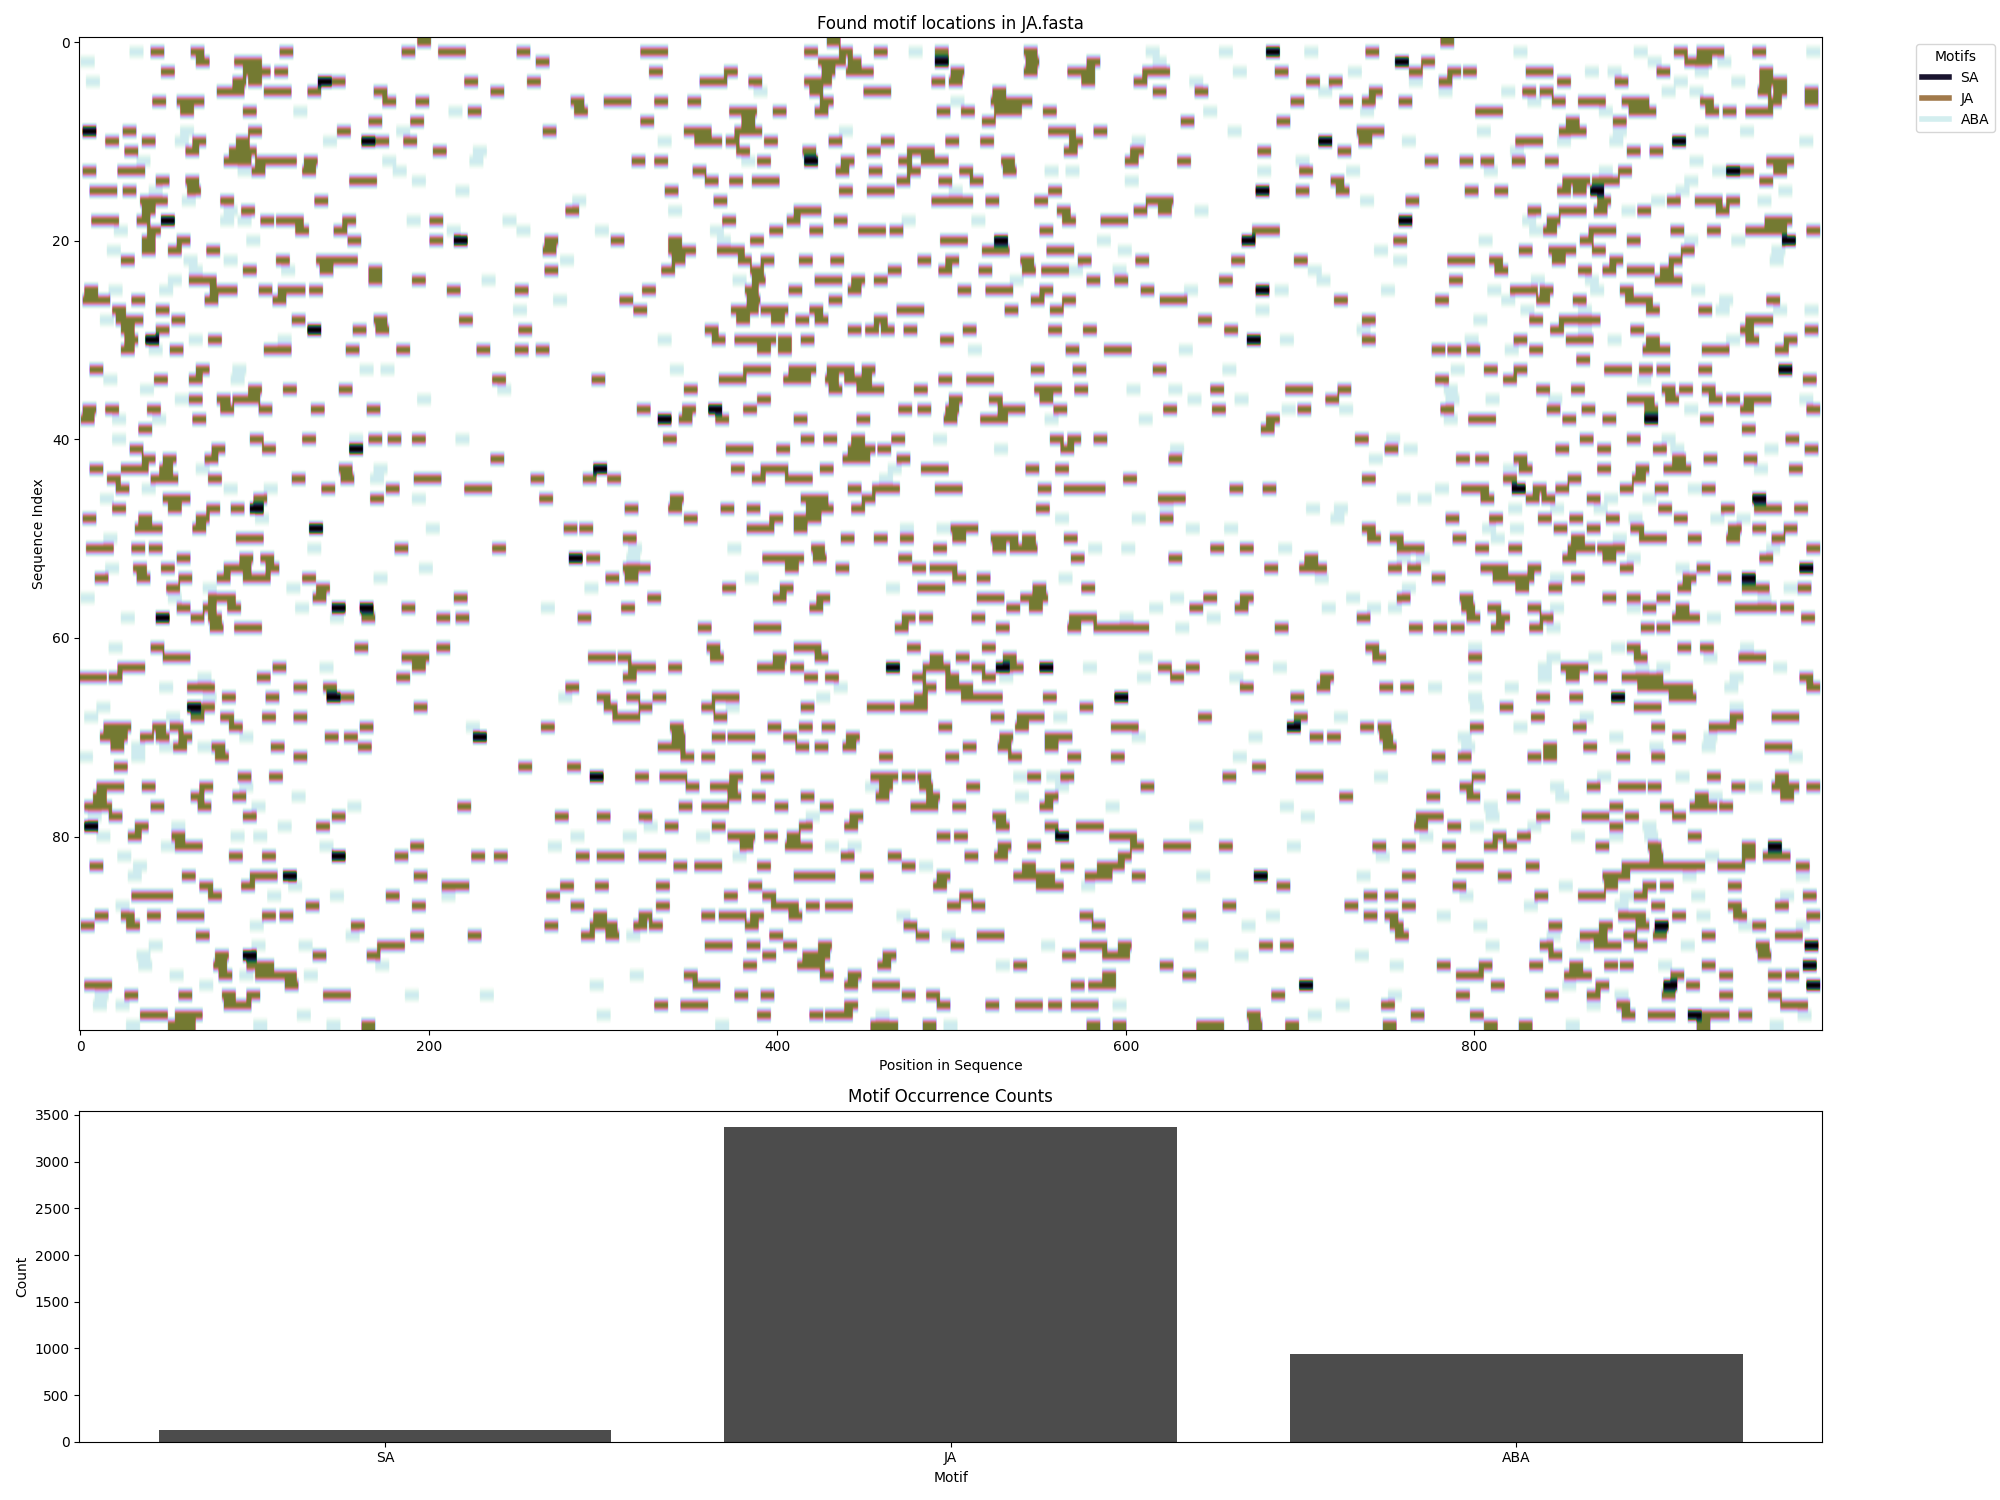 Found motif locations in JA.fasta
Motifs
SA
JA
ABA
Sequence Index
0
20
40
60
80
0 200 400 600 800
Position in Sequence
Motif Occurrence Counts
Count
3500
3000
2500
2000
1500
1000
500
0
SA JA ABA
Motif